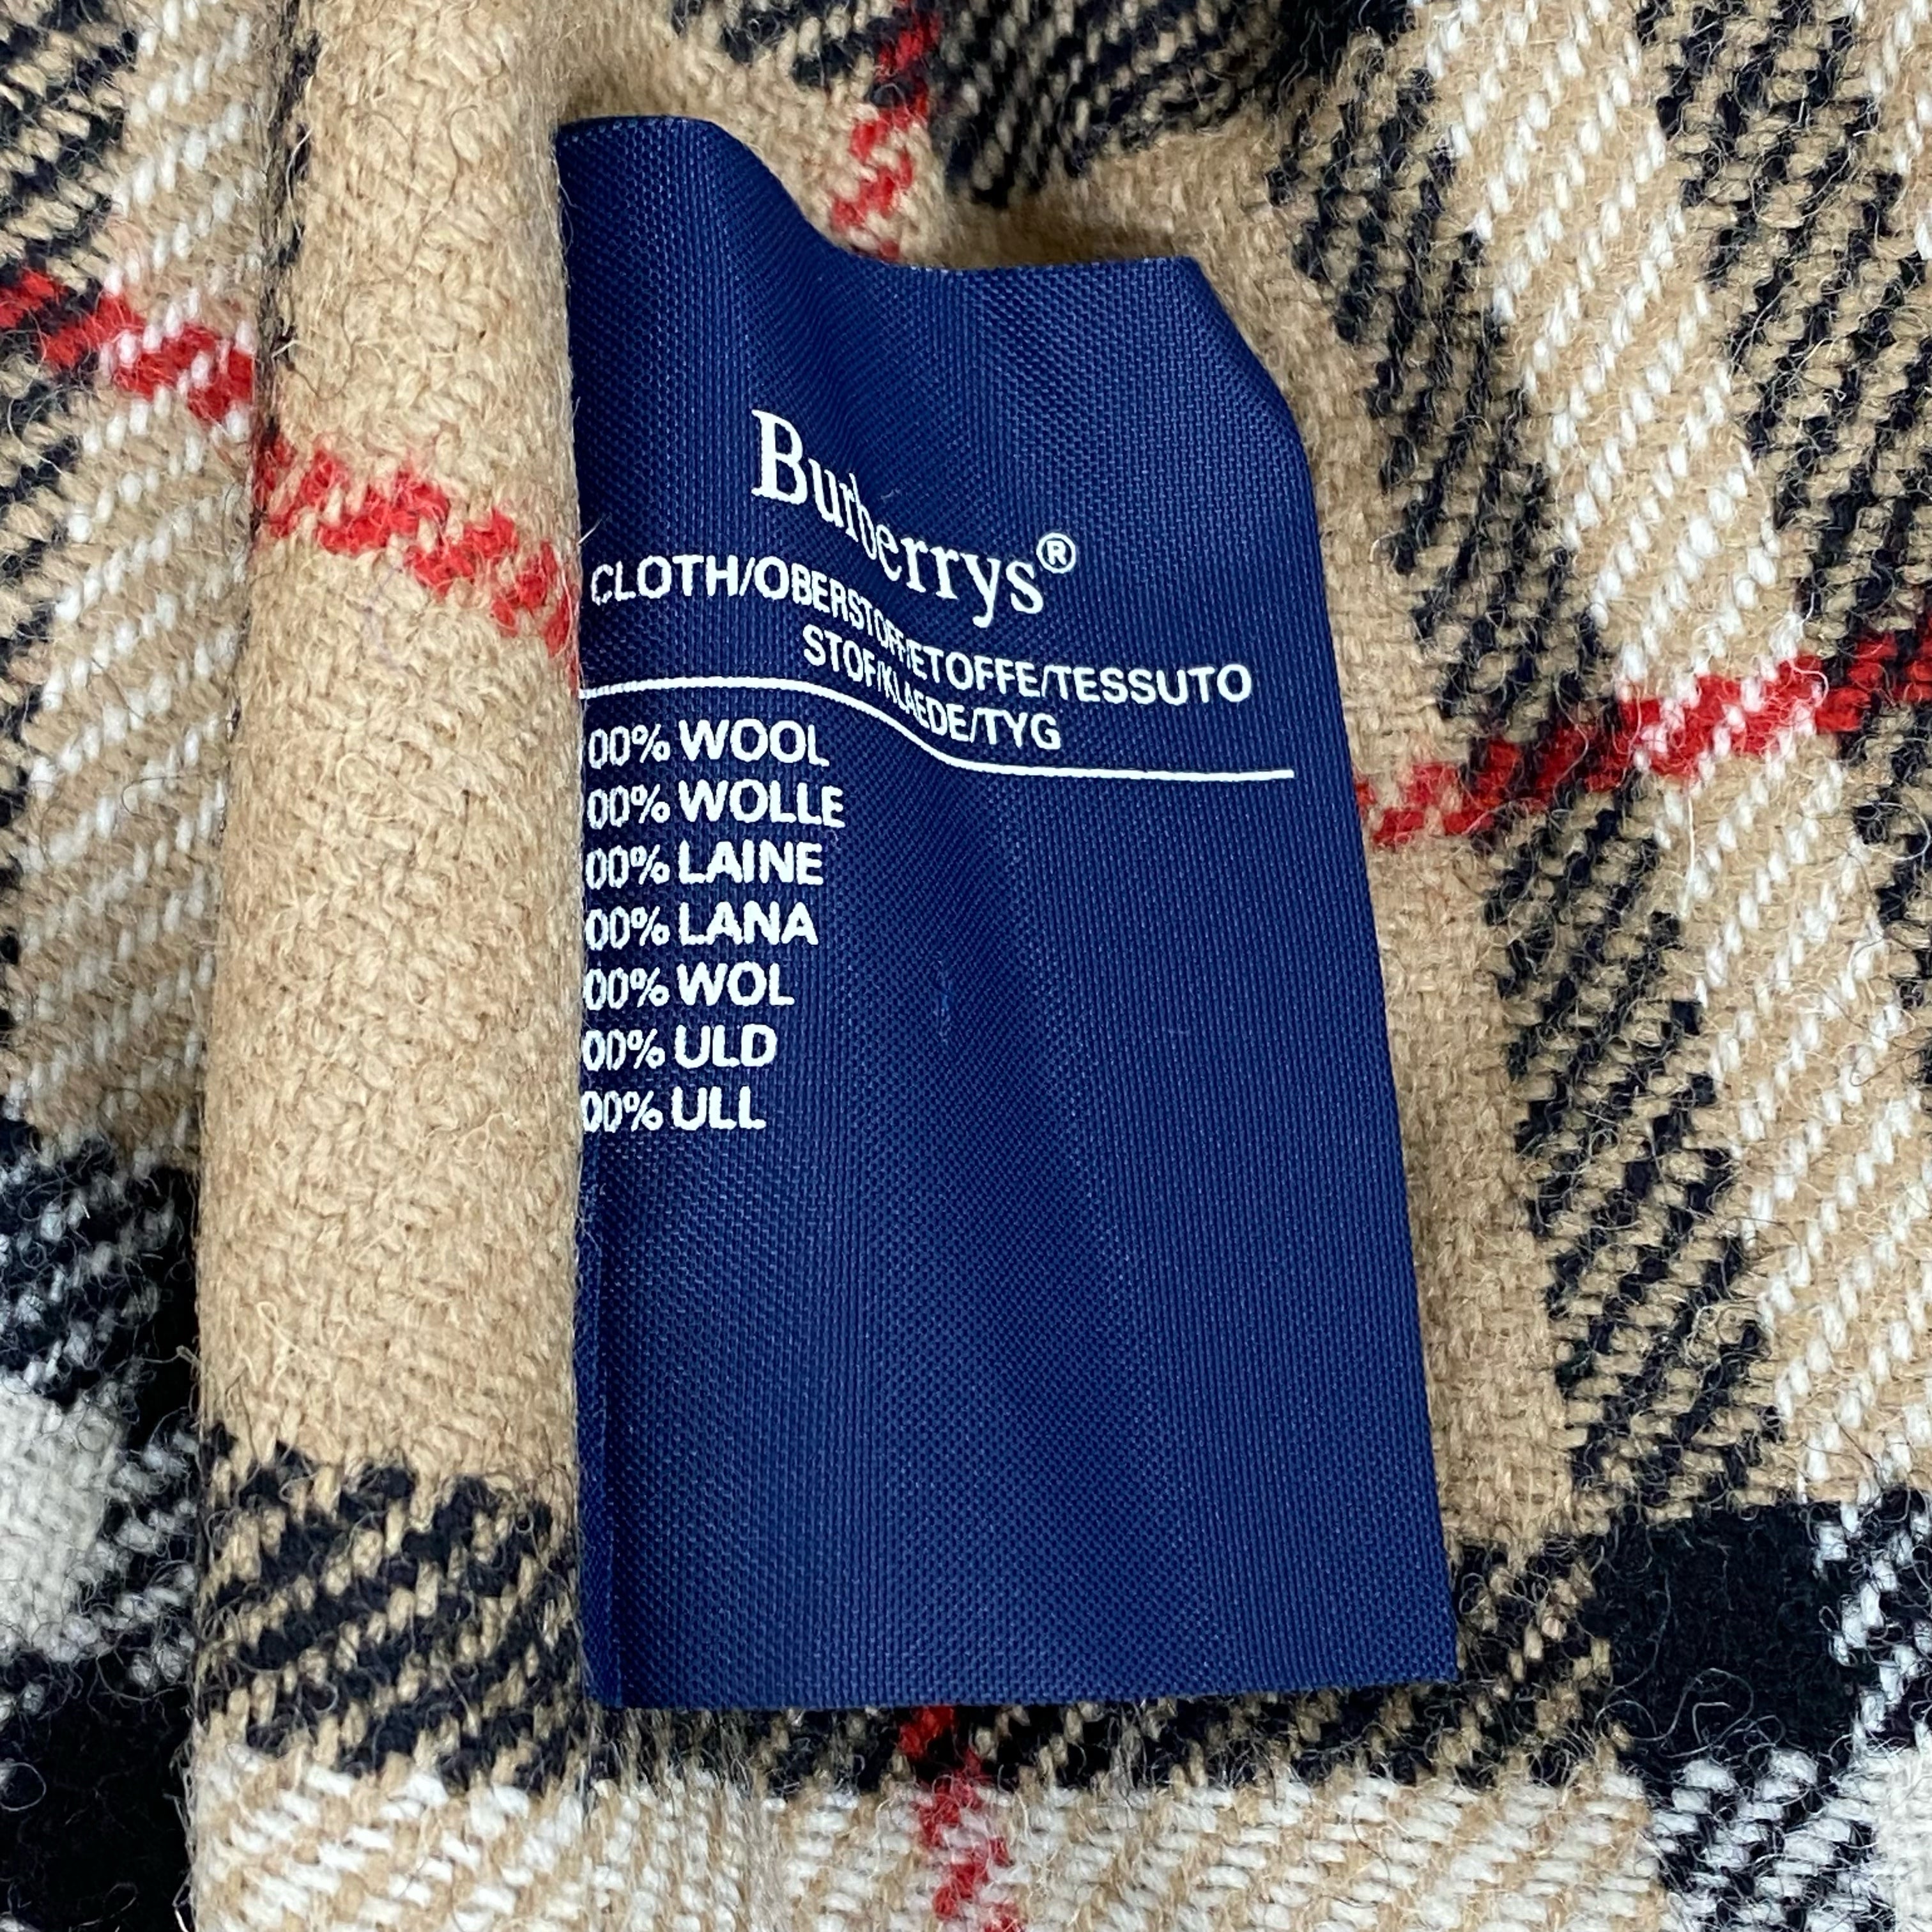 Burberrys®
CLOTH/OBERSTOFF/ETOFFE/TESSUTO
STOF/KLAEDE/TYG
00% WOOL
00% WOLLE
00% LAINE
00% LANA
00% WOL
00% ULD
00% ULL